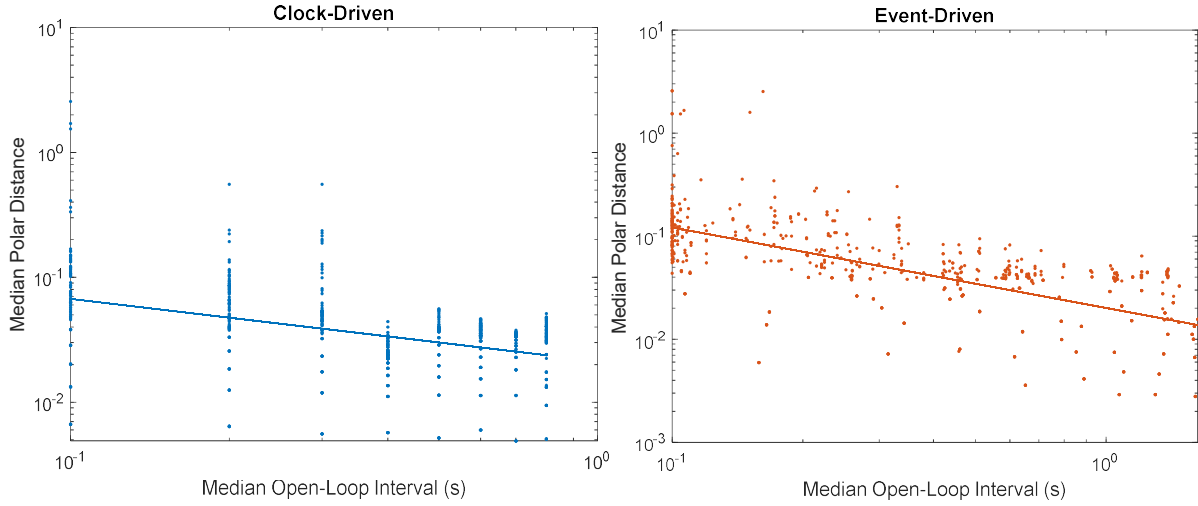 Clock-Driven
10^1
10^0
10^-1
10^-2
Median Polar Distance
10^-1
10^0
Median Open-Loop Interval (s)
Event-Driven
10^1
10^0
10^-1
10^-2
10^-3
Median Polar Distance
10^-1
10^0
Median Open-Loop Interval (s)